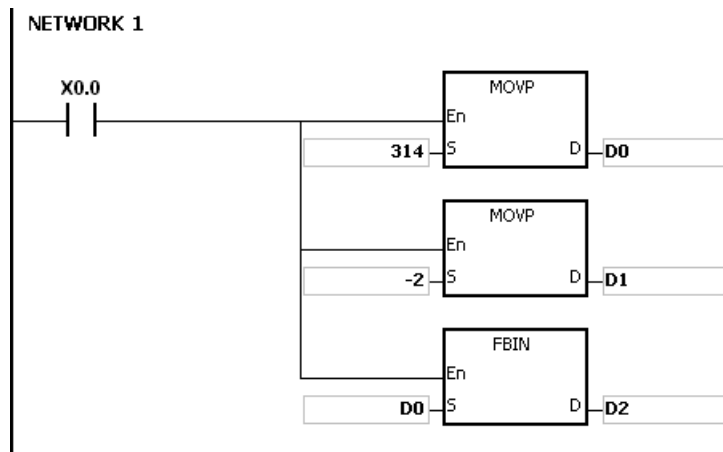 NETWORK 1
X0.0
MOVP
En
314 S D D0
MOVP
En
-2 S D D1
FBIN
En
D0 S D D2